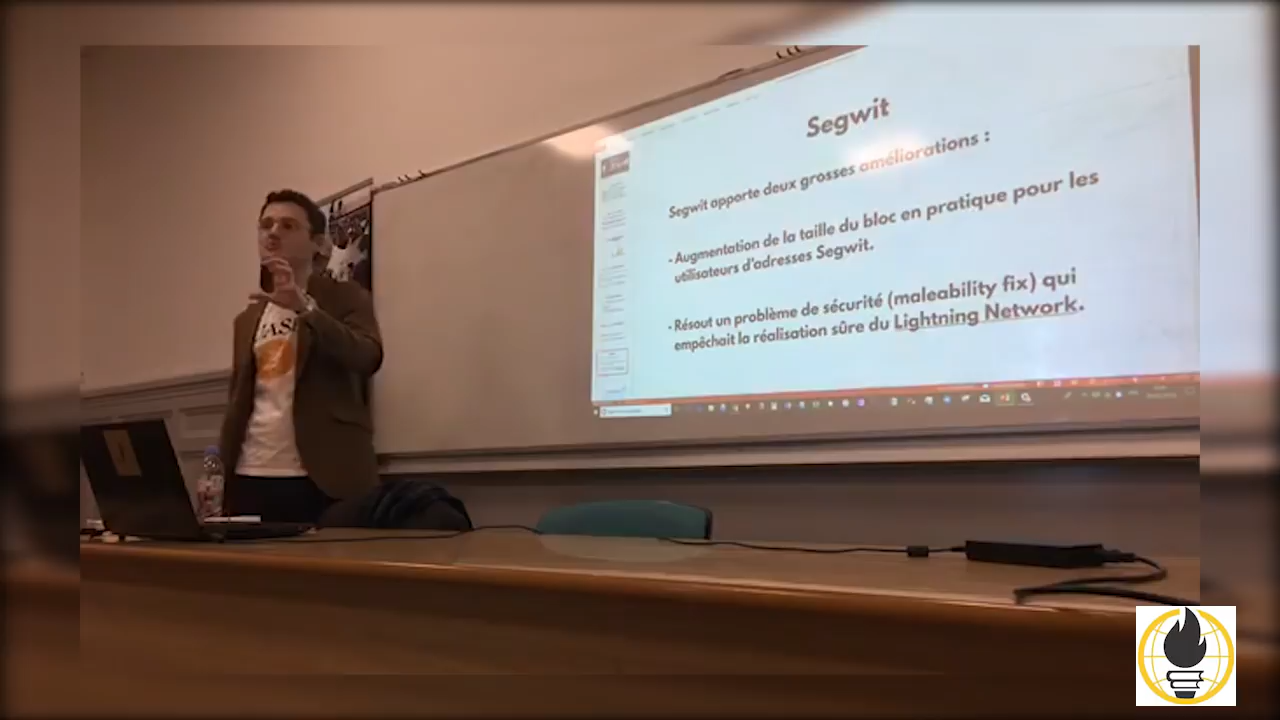 Segwit
Segwit apporte deux grosses améliorations :
- Augmentation de la taille du bloc en pratique pour les
utilisateurs d'adresses Segwit.
- Résout un problème de sécurité (maleability fix) qui
empêchait la réalisation sûre du Lightning Network.